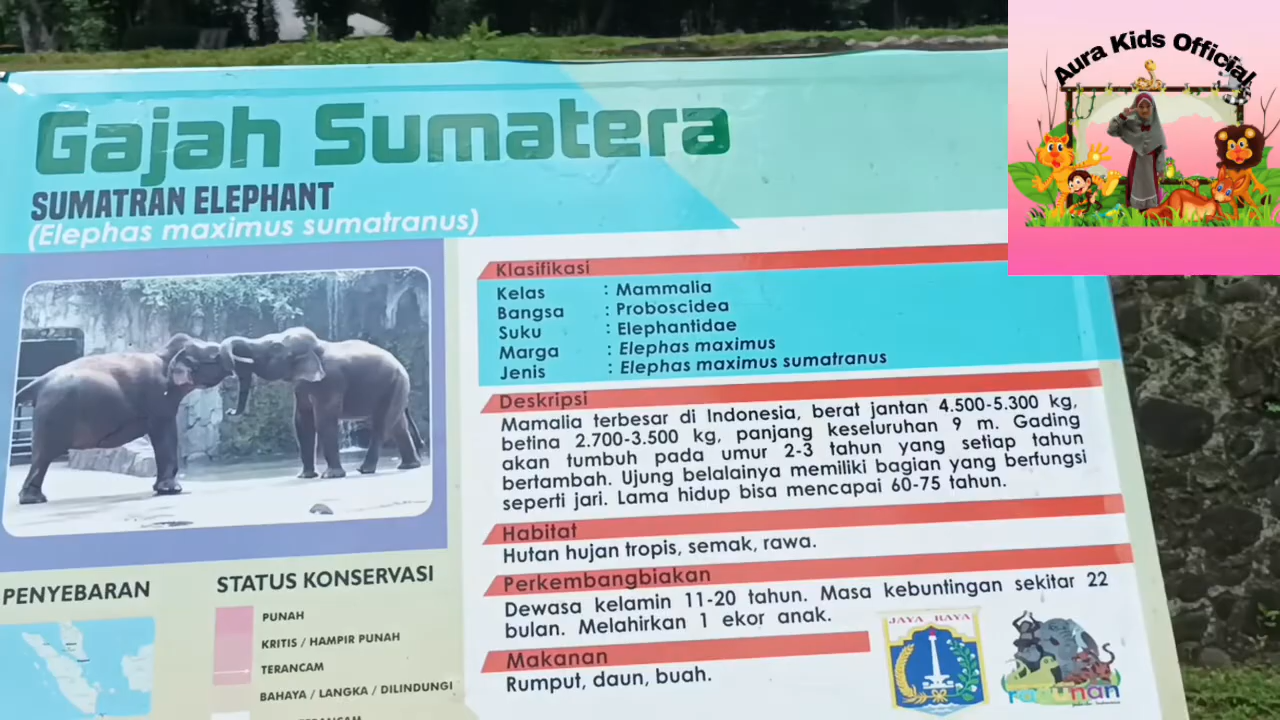 Aura Kids Official
Gajah Sumatera
SUMATRAN ELEPHANT
(Elephas maximus sumatranus)
Klasifikasi
Kelas : Mammalia
Bangsa : Proboscidea
Suku : Elephantidae
Marga : Elephas maximus
Jenis : Elephas maximus sumatranus
Deskripsi
Mamalia terbesar di Indonesia, berat jantan 4.500-5.300 kg,
betina 2.700-3.500 kg, panjang keseluruhan 9 m. Gading
akan tumbuh pada umur 2-3 tahun yang setiap tahun
bertambah. Ujung belalainya memiliki bagian yang berfungsi
seperti jari. Lama hidup bisa mencapai 60-75 tahun.
Habitat
Hutan hujan tropis, semak, rawa.
Perkembangbiakan
Dewasa kelamin 11-20 tahun. Masa kebuntingan sekitar 22
bulan. Melahirkan 1 ekor anak.
Makanan
Rumput, daun, buah.
PENYEBARAN
STATUS KONSERVASI
PUNAH
KRITIS / HAMPIR PUNAH
TERANCAM
BAHAYA / LANGKA / DILINDUNGI
JAYA RAYA
ragunan